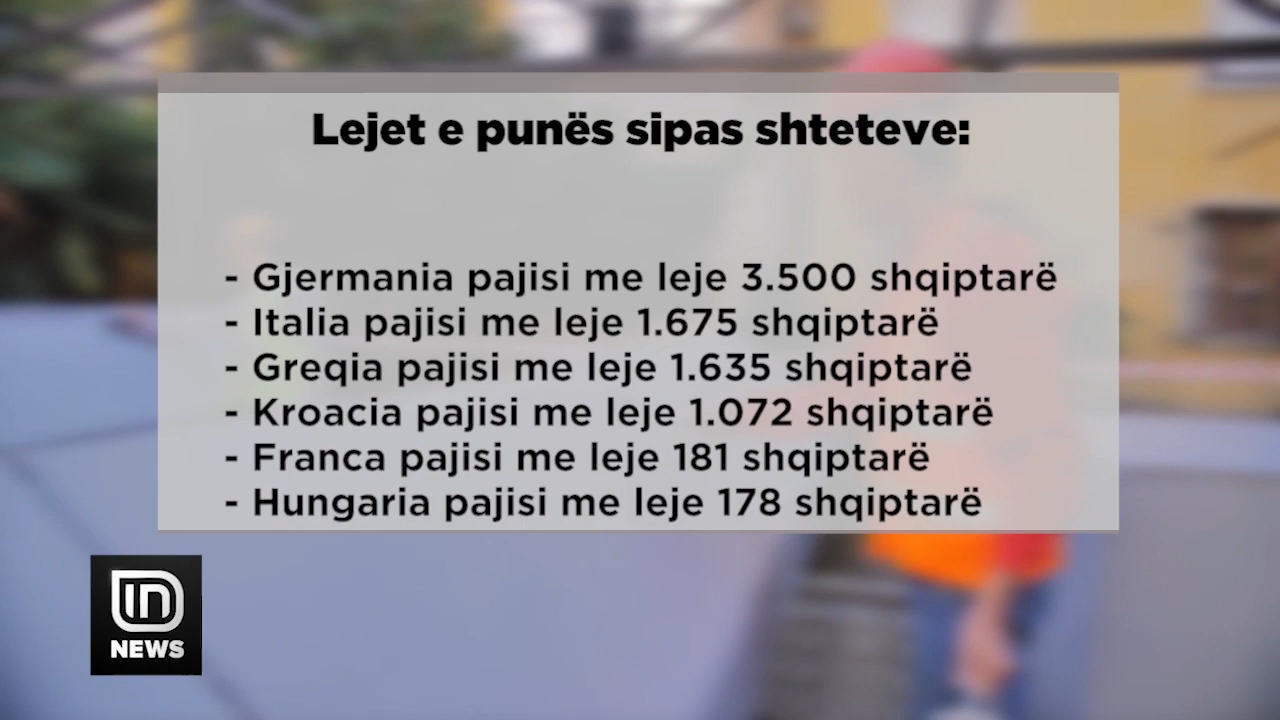 Lejet e punës sipas shteteve:
- Gjermania pajisi me leje 3.500 shqiptarë
- Italia pajisi me leje 1.675 shqiptarë
- Greqia pajisi me leje 1.635 shqiptarë
- Kroacia pajisi me leje 1.072 shqiptarë
- Franca pajisi me leje 181 shqiptarë
- Hungaria pajisi me leje 178 shqiptarë
IN
NEWS